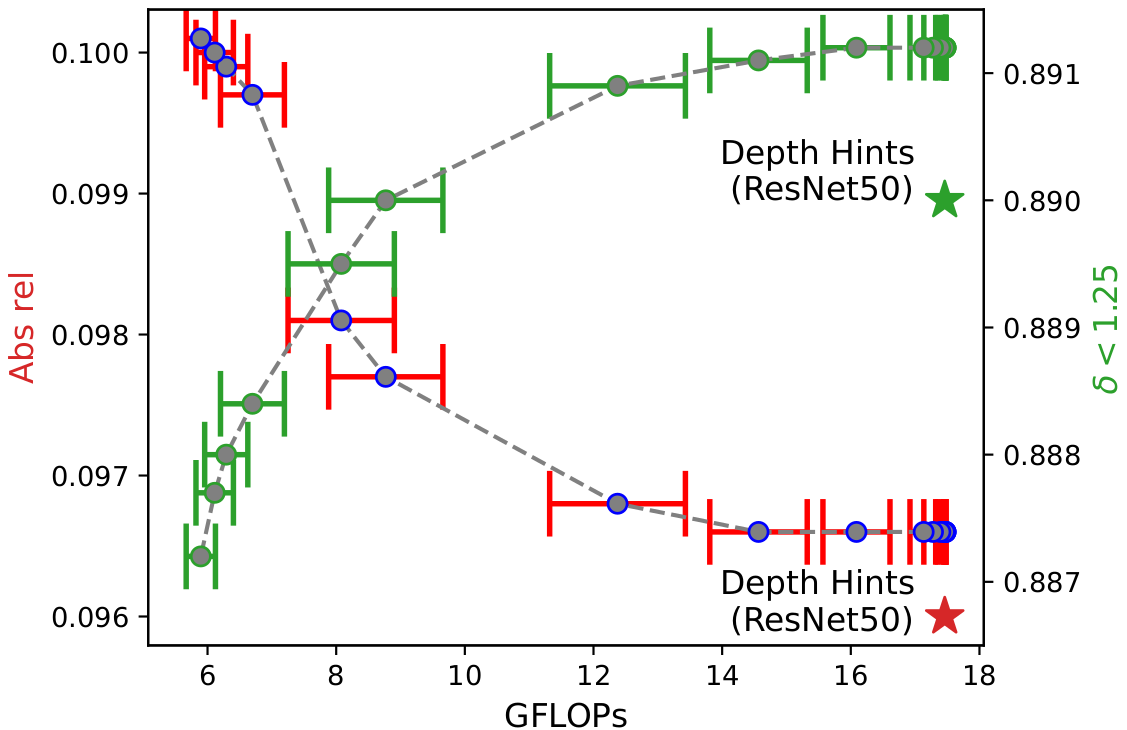 0.100
0.099
0.098
0.097
0.096
Abs rel
0.891
0.890
0.889
0.888
0.887
δ < 1.25
Depth Hints
(ResNet50)
Depth Hints
(ResNet50)
6 8 10 12 14 16 18
GFLOPs